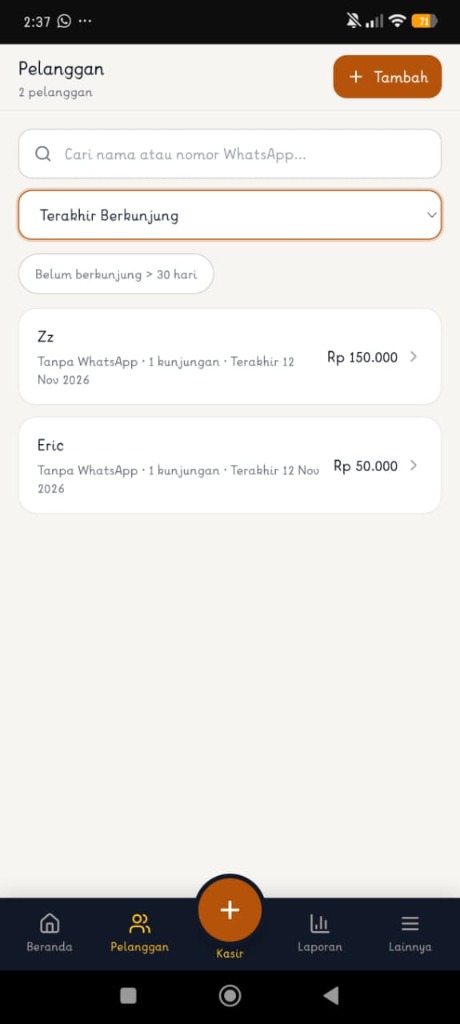 2:37
71
Pelanggan
2 pelanggan
Tambah
Cari nama atau nomor WhatsApp...
Terakhir Berkunjung
Belum berkunjung > 30 hari
Zz
Tanpa WhatsApp · 1 kunjungan · Terakhir 12
Nov 2026
Rp 150.000
Eric
Tanpa WhatsApp · 1 kunjungan · Terakhir 12 Nov
2026
Rp 50.000
Beranda
Pelanggan
Kasir
Laporan
Lainnya